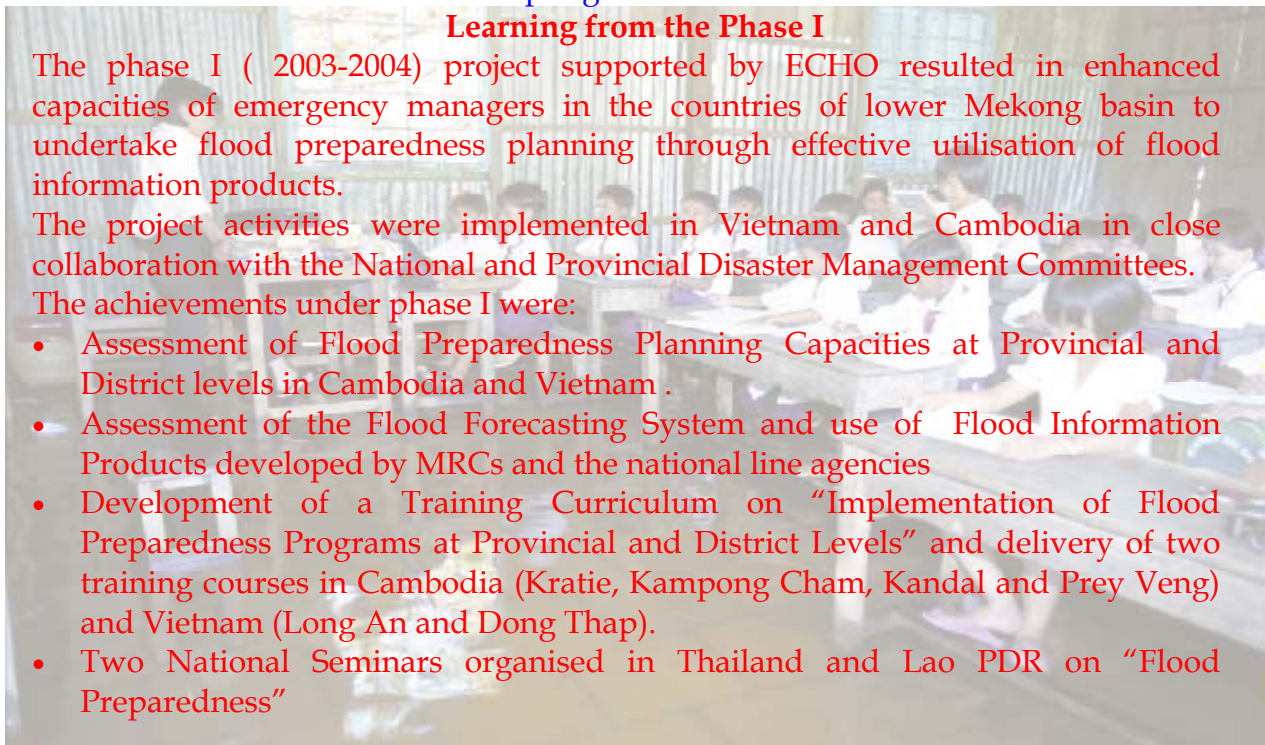 Learning from the Phase I
The phase I ( 2003-2004) project supported by ECHO resulted in enhanced
capacities of emergency managers in the countries of lower Mekong basin to
undertake flood preparedness planning through effective utilisation of flood
information products.
The project activities were implemented in Vietnam and Cambodia in close
collaboration with the National and Provincial Disaster Management Committees.
The achievements under phase I were:
• Assessment of Flood Preparedness Planning Capacities at Provincial and
District levels in Cambodia and Vietnam .
• Assessment of the Flood Forecasting System and use of Flood Information
Products developed by MRCs and the national line agencies
• Development of a Training Curriculum on “Implementation of Flood
Preparedness Programs at Provincial and District Levels” and delivery of two
training courses in Cambodia (Kratie, Kampong Cham, Kandal and Prey Veng)
and Vietnam (Long An and Dong Thap).
• Two National Seminars organised in Thailand and Lao PDR on “Flood
Preparedness”